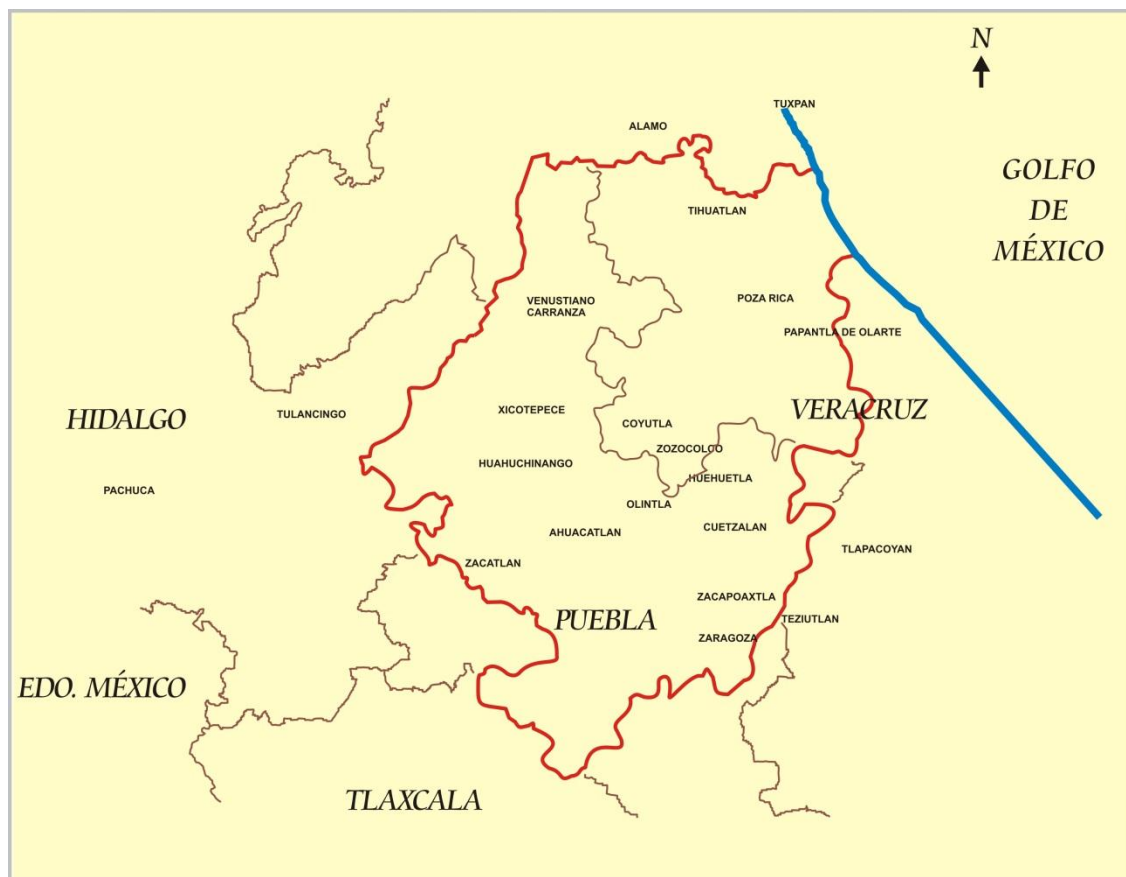 N
TUXPAN
ALAMO
GOLFO
DE
MÉXICO
TIHUATLAN
VENUSTIANO
CARRANZA
POZA RICA
PAPANTLA DE OLARTE
HIDALGO
TULANCINGO
XICOTEPECE
VERACRUZ
COYUTLA
ZOZOCOLCO
HUAHUCHINANGO
HUEHUETLA
PACHUCA
OLINTLA
CUETZALAN
AHUACATLAN
TLAPACOYAN
ZACATLAN
ZACAPOAXTLA
PUEBLA
TEZIUTLAN
ZARAGOZA
EDO. MÉXICO
TLAXCALA